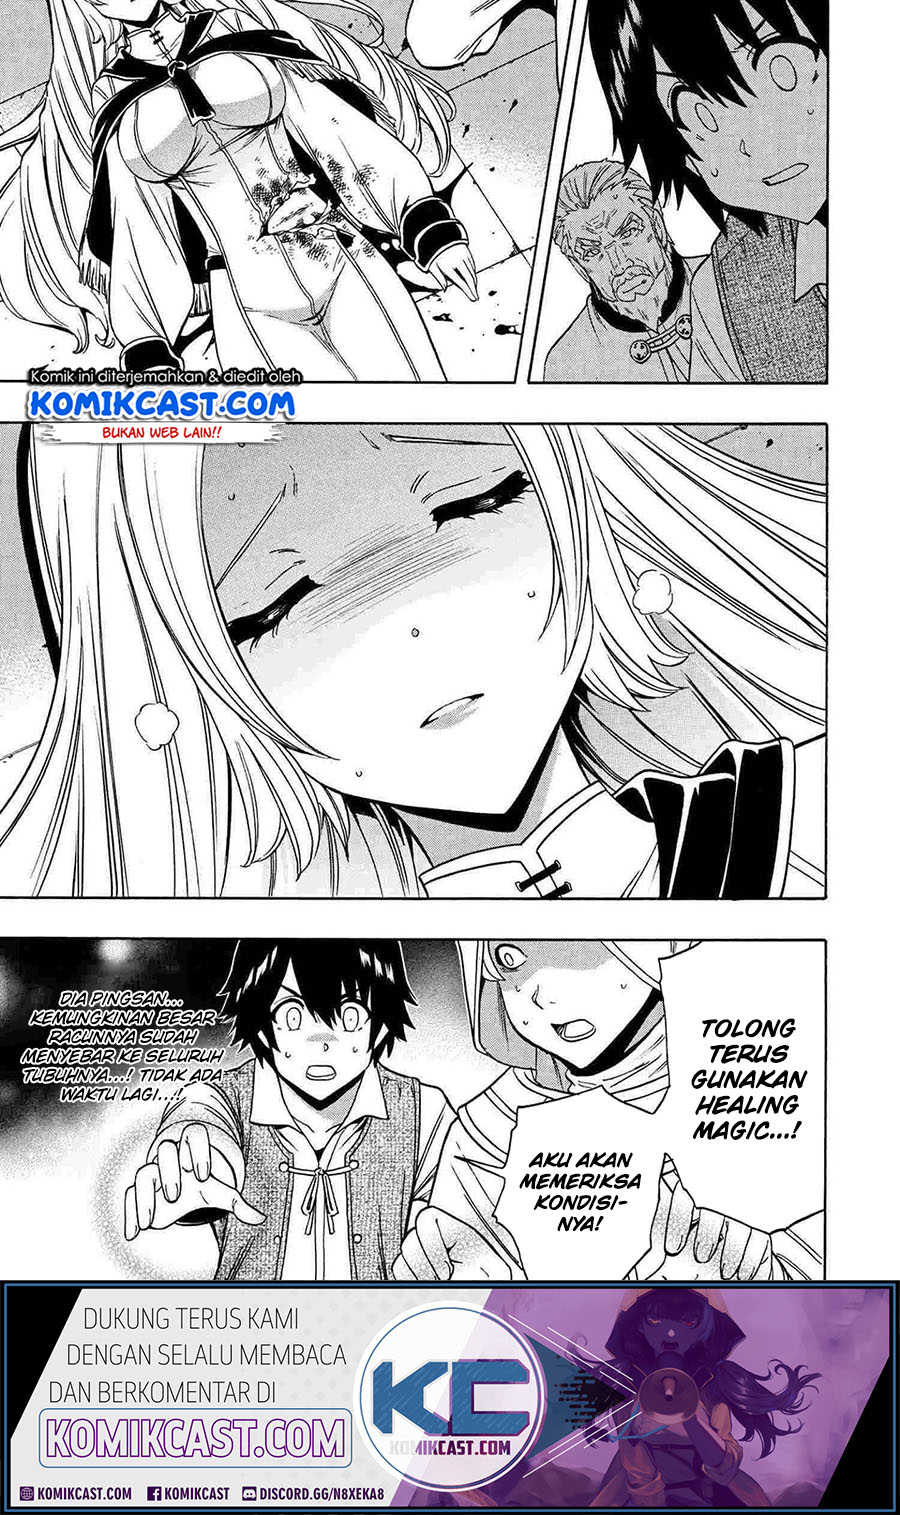 Komik ini diterjemahkan & diedit oleh
KOMIKCAST.COM
BUKAN WEB LAIN!!
TOLONG
TERUS
GUNAKAN
HEALING
MAGIC...!
AKU AKAN
MEMERIKSA
KONDISI-
NYA!
DIA PINGSAN...
KEMUNGKINAN BESAR
RACUNNYA SUDAH
MENYEBAR KE SELURUH
TUBUHNYA...! TIDAK ADA
WAKTU LAGI...!!
DUKUNG TERUS KAMI
DENGAN SELALU MEMBACA
DAN BERKOMENTAR DI
KOMIKCAST.COM
KC
KOMIKCAST.COM
KOMIKCAST.COM KOMIKCAST DISCORD.GG/N8XEKA8